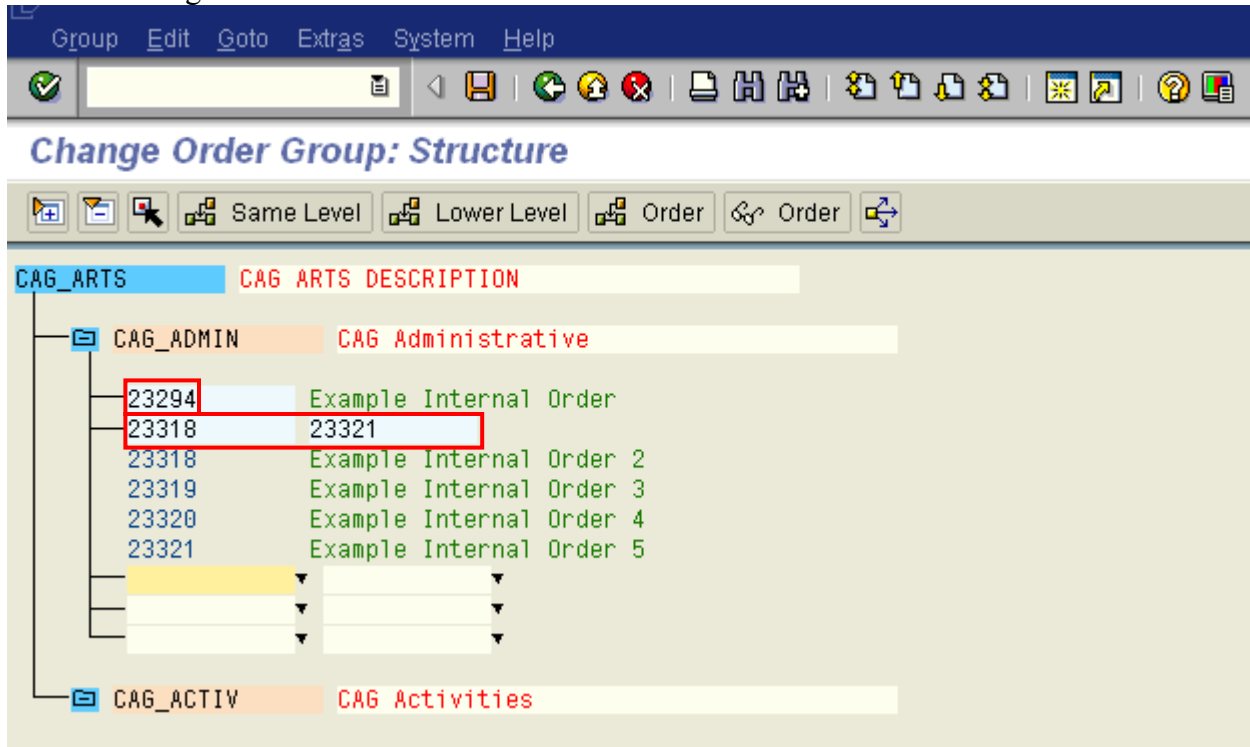 Group Edit Goto Extras System Help
Change Order Group: Structure
Same Level Lower Level Order Order
CAG_ARTS CAG ARTS DESCRIPTION
CAG_ADMIN CAG Administrative
23294 Example Internal Order
23318 23321
23318 Example Internal Order 2
23319 Example Internal Order 3
23320 Example Internal Order 4
23321 Example Internal Order 5
CAG_ACTIV CAG Activities